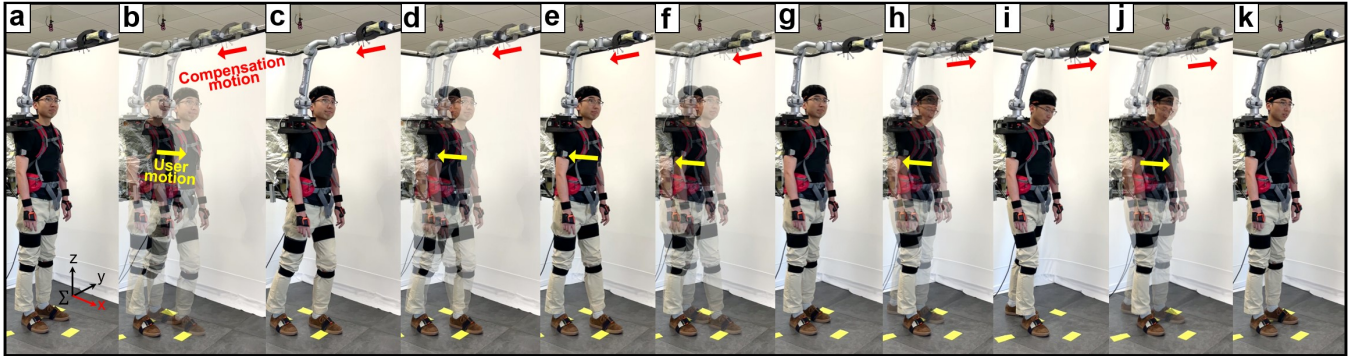 a b c d e f g h i j k
Compensation
motion
User
motion
z
y
Σ
x